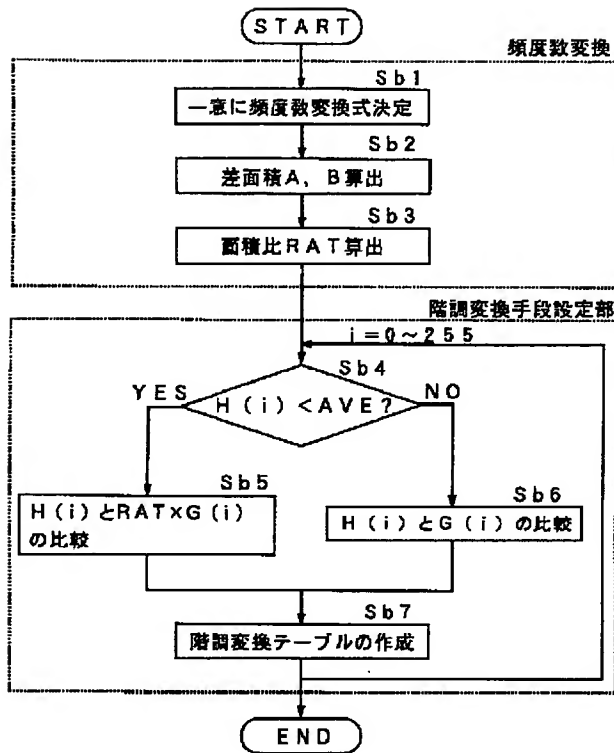 START
頻度数変換
Sb1
一意に頻度数変換式決定
Sb2
差面積A、B算出
Sb3
面積比RAT算出
階調変換手段設定部
i=0~255
Sb4
YES
H(i)<AVE?
NO
Sb5
H(i)とRAT×G(i)
の比較
Sb6
H(i)とG(i)の比較
Sb7
階調変換テーブルの作成
END